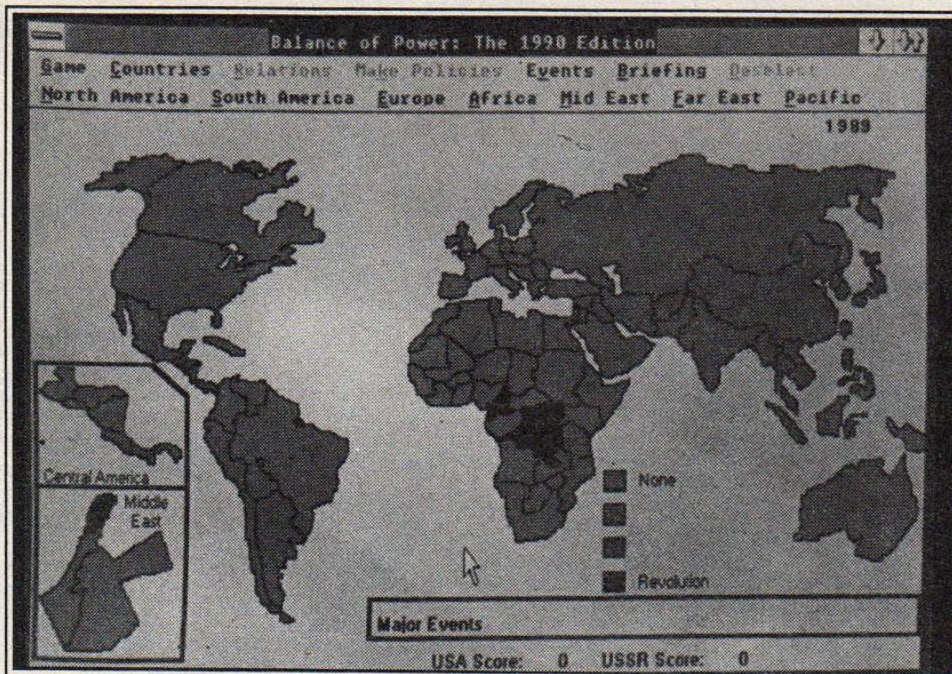 Balance of Power: The 1990 Edition
Game Countries Relations Make Policies Events Briefing Deselect
North America South America Europe Africa Mid East Far East Pacific
1989
Central America
Middle
East
None
Revolution
Major Events
USA Score: 0 USSR Score: 0